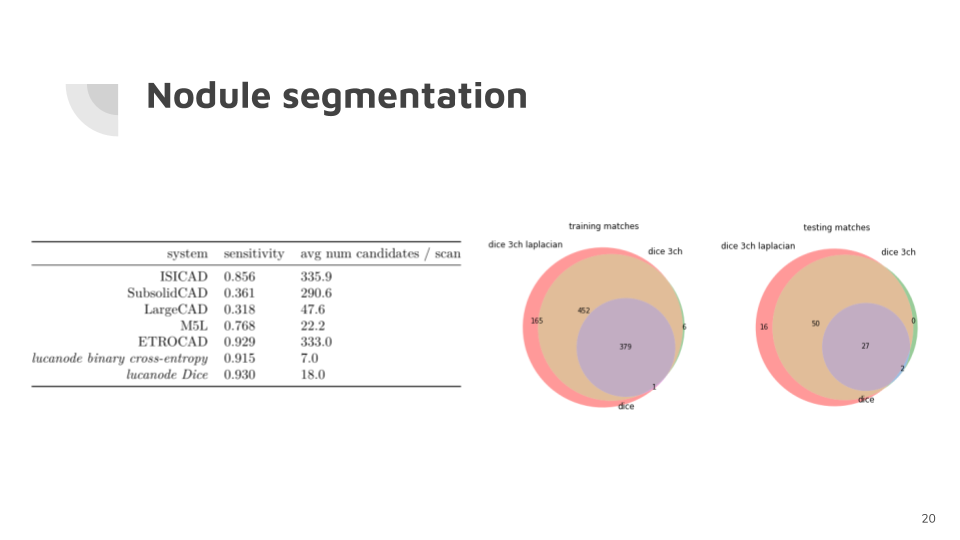 Nodule segmentation
system sensitivity avg num candidates / scan
ISICAD 0.856 335.9
SubsolidCAD 0.361 290.6
LargeCAD 0.318 47.6
M5L 0.768 22.2
ETROCAD 0.929 333.0
lucanode binary cross-entropy 0.915 7.0
lucanode Dice 0.930 18.0
training matches
dice 3ch laplacian
dice 3ch
452
165
6
379
1
dice
testing matches
dice 3ch laplacian
dice 3ch
16
50
0
27
2
dice
20